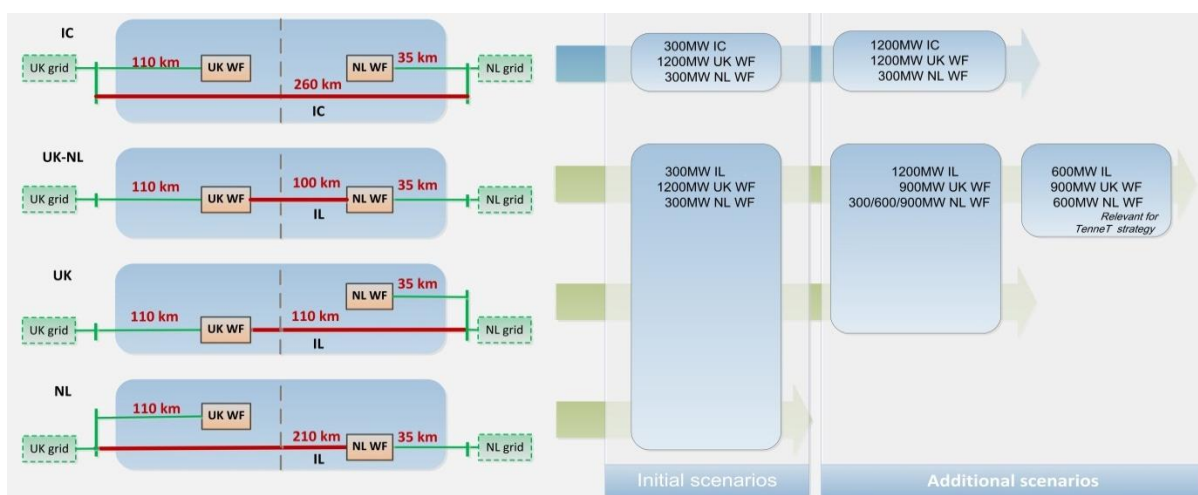 IC
UK grid
110 km
UK WF
NL WF
35 km
NL grid
260 km
IC
300MW IC
1200MW UK WF
300MW NL WF
1200MW IC
1200MW UK WF
300MW NL WF
UK-NL
UK grid
110 km
UK WF
100 km
NL WF
35 km
NL grid
IL
300MW IL
1200MW UK WF
300MW NL WF
1200MW IL
900MW UK WF
300/600/900MW NL WF
600MW IL
900MW UK WF
600MW NL WF
Relevant for
TenneT strategy
UK
NL WF
35 km
UK grid
110 km
UK WF
110 km
NL grid
IL
NL
110 km
UK WF
UK grid
210 km
NL WF
35 km
NL grid
IL
Initial scenarios
Additional scenarios